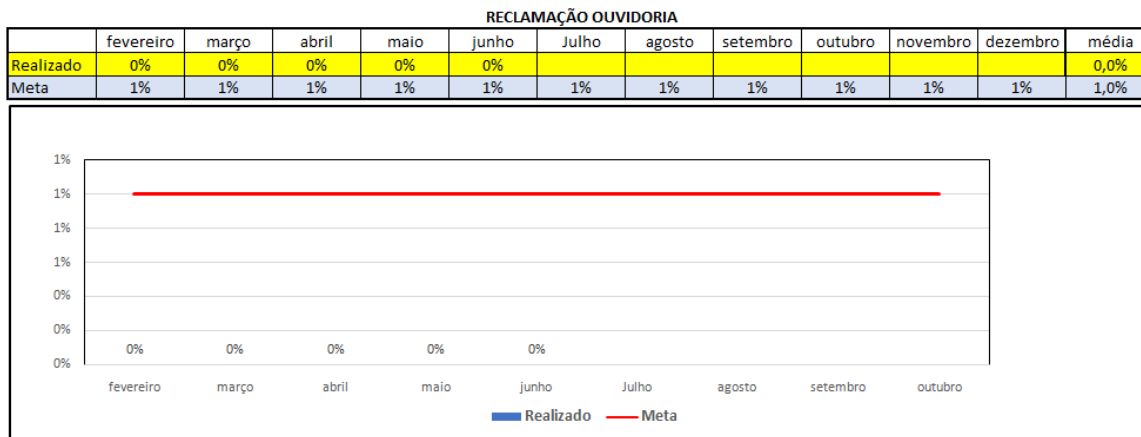 RECLAMAÇÃO OUVIDORIA
fevereiro março abril maio junho Julho agosto setembro outubro novembro dezembro média
Realizado 0% 0% 0% 0% 0% 0,0%
Meta 1% 1% 1% 1% 1% 1% 1% 1% 1% 1% 1% 1,0%
1%
1%
1%
1%
0%
0%
0% 0% 0% 0% 0%
0%
fevereiro março abril maio junho Julho agosto setembro outubro
Realizado Meta